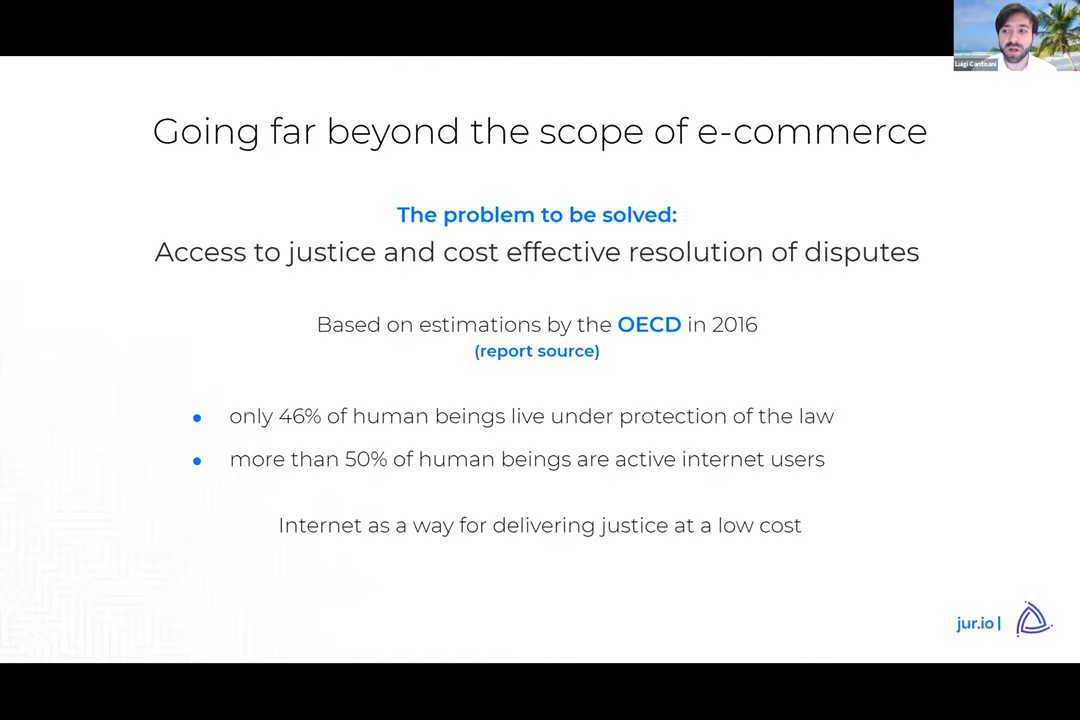 Luigi Cantisani
Going far beyond the scope of e-commerce
The problem to be solved:
Access to justice and cost effective resolution of disputes
Based on estimations by the OECD in 2016
(report source)
• only 46% of human beings live under protection of the law
• more than 50% of human beings are active internet users
Internet as a way for delivering justice at a low cost
jur.io |